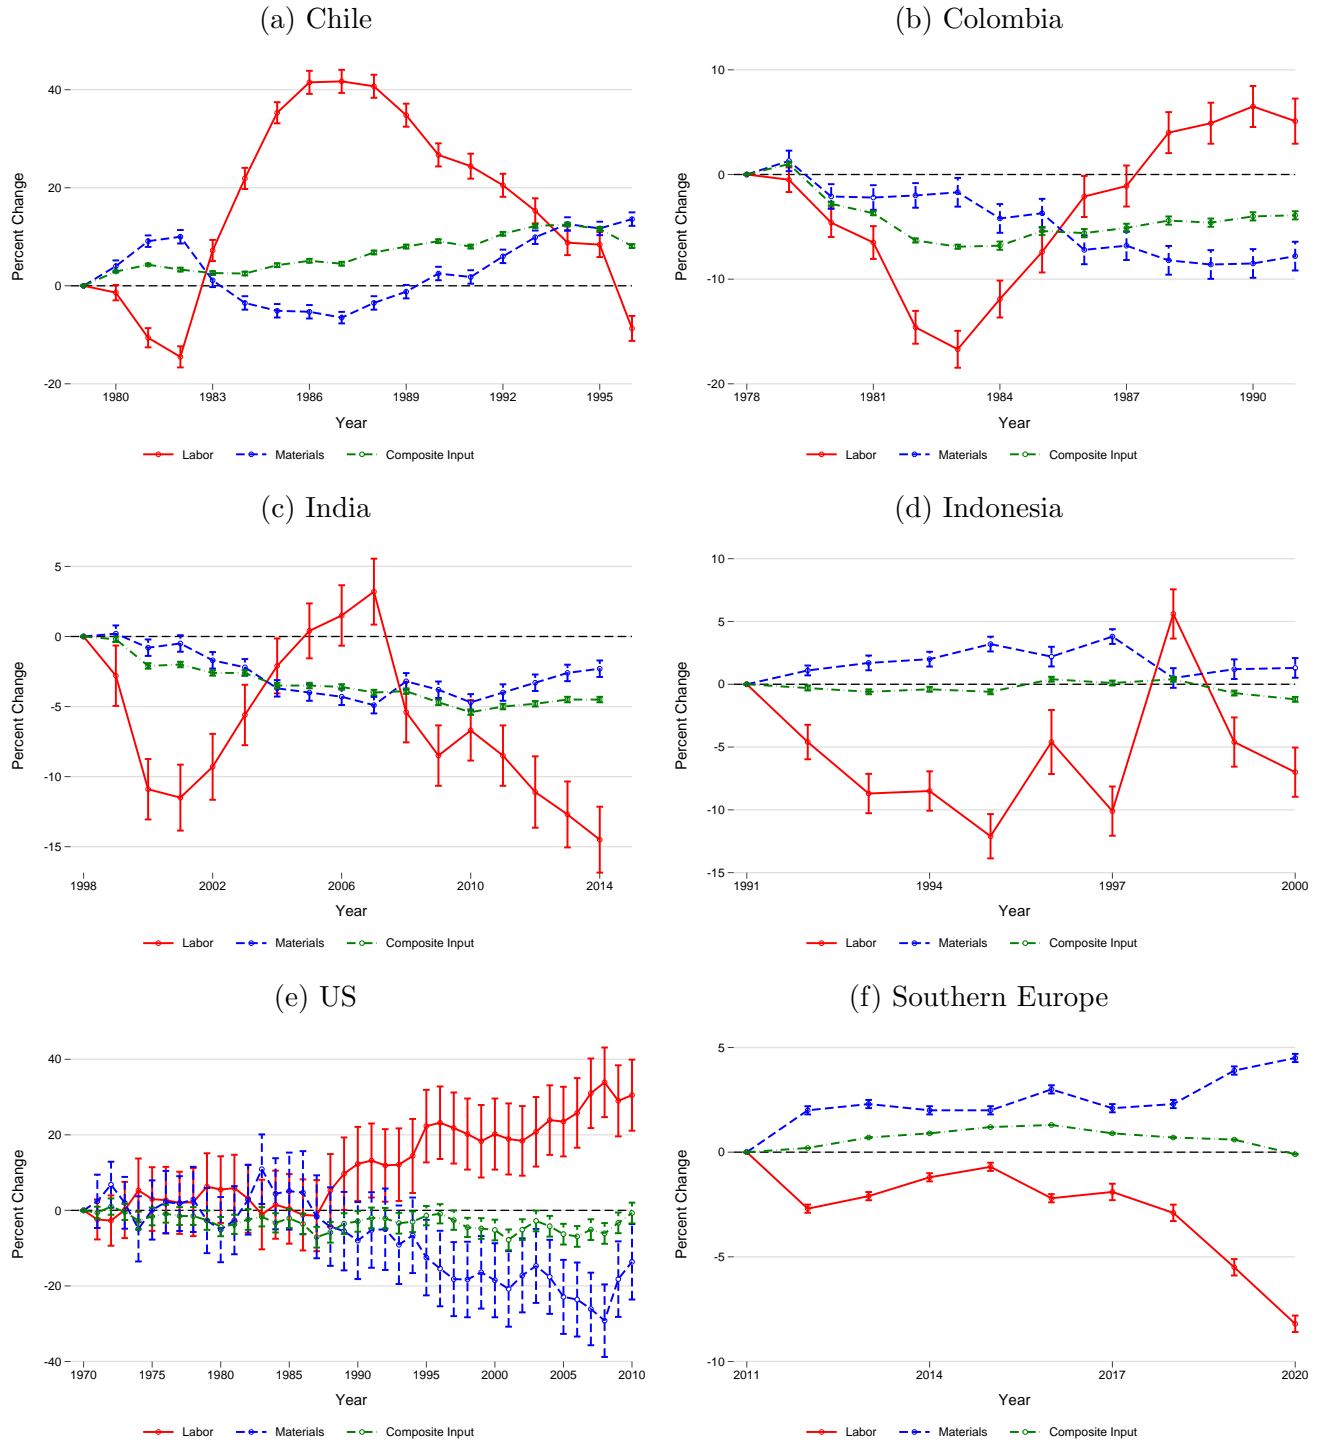 (a) Chile
Percent Change
40
20
0
-20
1980 1983 1986 1989 1992 1995
Year
Labor Materials Composite Input
(b) Colombia
Percent Change
10
0
-10
-20
1978 1981 1984 1987 1990
Year
Labor Materials Composite Input
(c) India
Percent Change
5
0
-5
-10
-15
1998 2002 2006 2010 2014
Year
Labor Materials Composite Input
(d) Indonesia
Percent Change
10
5
0
-5
-10
-15
1991 1994 1997 2000
Year
Labor Materials Composite Input
(e) US
Percent Change
40
20
0
-20
-40
1970 1975 1980 1985 1990 1995 2000 2005 2010
Year
Labor Materials Composite Input
(f) Southern Europe
Percent Change
5
0
-5
-10
2011 2014 2017 2020
Year
Labor Materials Composite Input